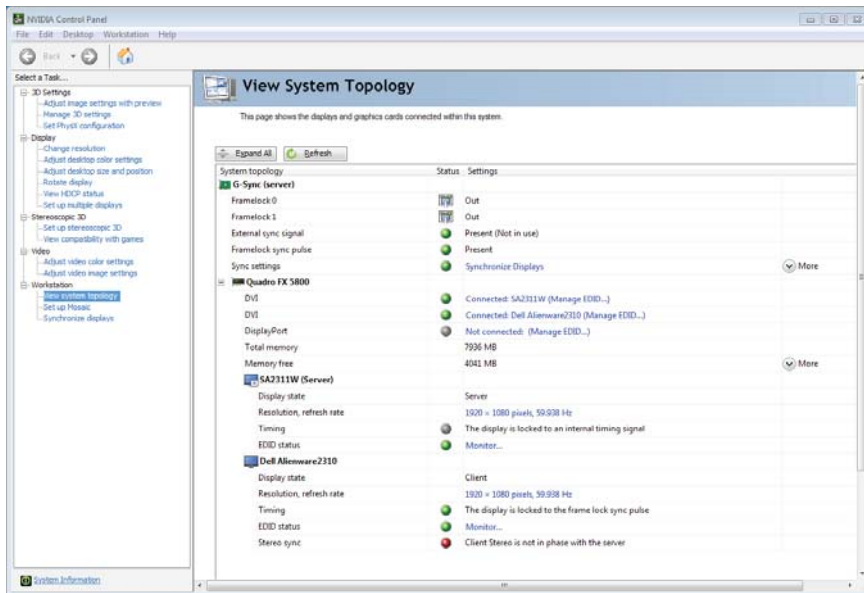 NVIDIA Control Panel
File Edit Desktop Workstation Help
Back
Select a Task...
3D Settings
Adjust image settings with preview
Manage 3D settings
Set PhysX configuration
Display
Change resolution
Adjust desktop color settings
Adjust desktop size and position
Rotate display
View HDCP status
Set up multiple displays
Stereoscopic 3D
Set up stereoscopic 3D
View compatibility with games
Video
Adjust video color settings
Adjust video image settings
Workstation
View system topology
Set up Mosaic
Synchronize displays
System Information
View System Topology
This page shows the displays and graphics cards connected within this system.
Expand All Refresh
System topology Status Settings
G-Sync (server)
Framelock 0 Out
Framelock 1 Out
External sync signal Present (Not in use)
Framelock sync pulse Present
Sync settings Synchronize Displays More
Quadro FX 5800
DVI Connected: SA2311W (Manage EDID...)
DVI Connected: Dell Alienware2310 (Manage EDID...)
DisplayPort Not connected: (Manage EDID...)
Total memory 7936 MB
Memory free 4041 MB More
SA2311W (Server)
Display state Server
Resolution, refresh rate 1920 × 1080 pixels, 59.938 Hz
Timing The display is locked to an internal timing signal
EDID status Monitor...
Dell Alienware2310
Display state Client
Resolution, refresh rate 1920 × 1080 pixels, 59.938 Hz
Timing The display is locked to the frame lock sync pulse
EDID status Monitor...
Stereo sync Client Stereo is not in phase with the server